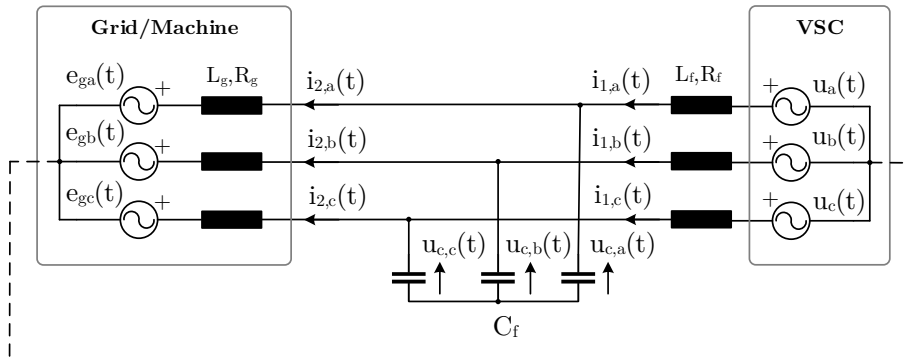 Grid/Machine
VSC
e_ga(t)
+
L_g,R_g
i_2,a(t)
i_1,a(t)
L_f,R_f
+
u_a(t)
e_gb(t)
+
i_2,b(t)
i_1,b(t)
+
u_b(t)
e_gc(t)
+
i_2,c(t)
i_1,c(t)
+
u_c(t)
u_c,c(t)
u_c,b(t)
u_c,a(t)
C_f